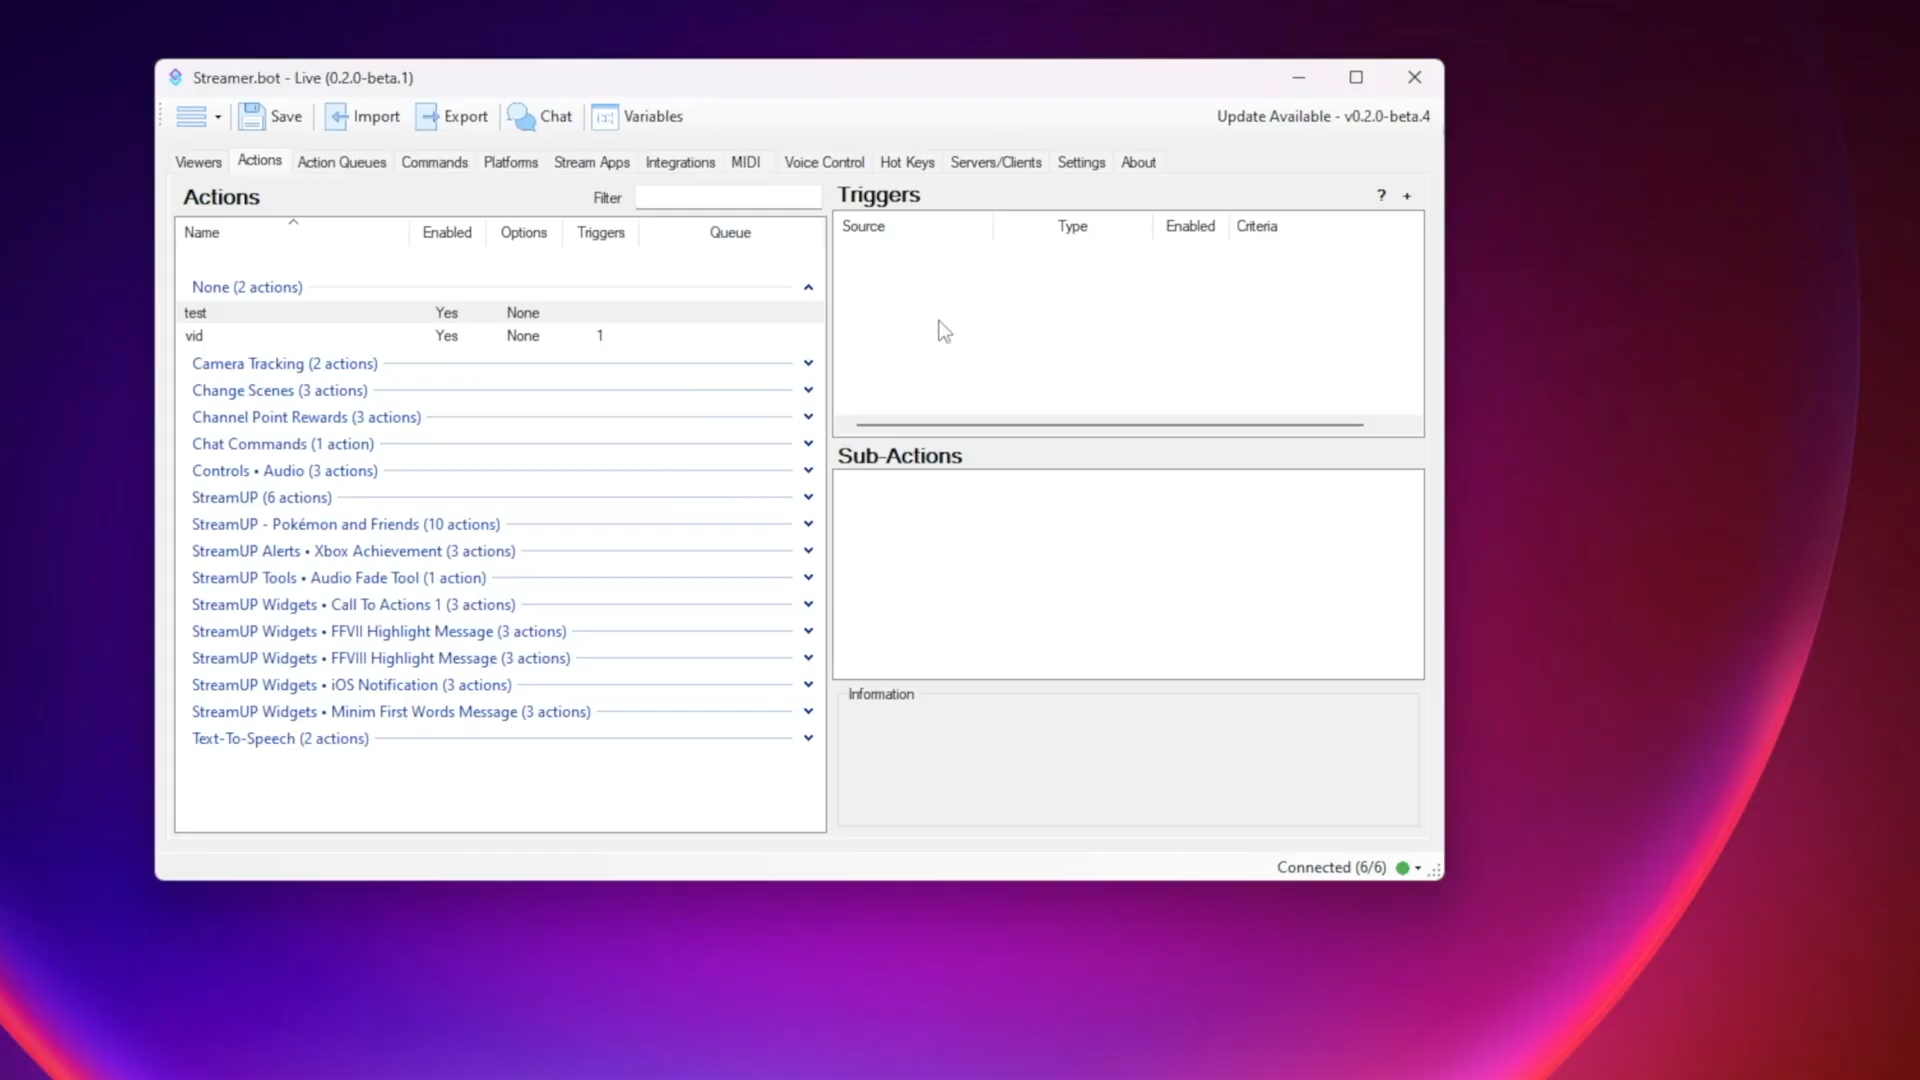 Streamer.bot - Live (0.2.0-beta.1)
Save Import Export Chat Variables Update Available - v0.2.0-beta.4
Viewers Actions Action Queues Commands Platforms Stream Apps Integrations MIDI Voice Control Hot Keys Servers/Clients Settings About
Actions Filter
Name Enabled Options Triggers Queue
None (2 actions)
test Yes None
vid Yes None 1
Camera Tracking (2 actions)
Change Scenes (3 actions)
Channel Point Rewards (3 actions)
Chat Commands (1 action)
Controls • Audio (3 actions)
StreamUP (6 actions)
StreamUP - Pokémon and Friends (10 actions)
StreamUP Alerts • Xbox Achievement (3 actions)
StreamUP Tools • Audio Fade Tool (1 action)
StreamUP Widgets • Call To Actions 1 (3 actions)
StreamUP Widgets • FFVII Highlight Message (3 actions)
StreamUP Widgets • FFVIII Highlight Message (3 actions)
StreamUP Widgets • iOS Notification (3 actions)
StreamUP Widgets • Minim First Words Message (3 actions)
Text-To-Speech (2 actions)
Triggers ? +
Source Type Enabled Criteria
Sub-Actions
Information
Connected (6/6)